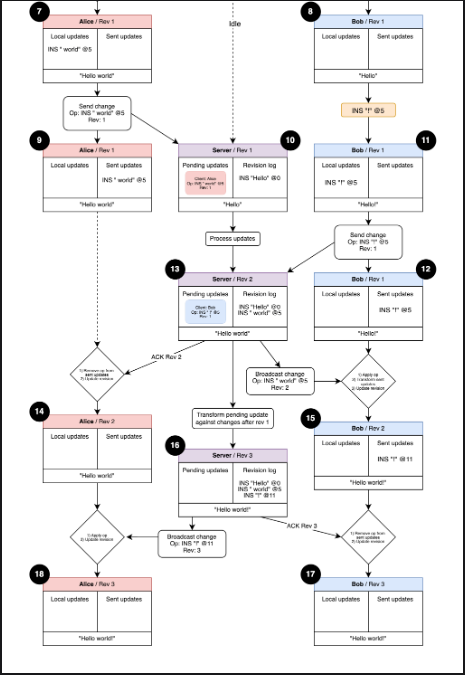 7
Alice / Rev 1
Local updates
Sent updates
INS " world" @5
"Hello world"
Idle
8
Bob / Rev 1
Local updates
Sent updates
"Hello"
Send change
Op: INS " world" @5
Rev: 1
INS "!" @5
9
Alice / Rev 1
Local updates
Sent updates
INS " world" @5
"Hello world"
Server / Rev 1
10
Pending updates
Revision log
Client: Alice
Op: INS " world" @5
Rev: 1
INS "Hello" @0
"Hello"
Bob / Rev 1
11
Local updates
Sent updates
INS "!" @5
"Hello!"
Process updates
Send change
Op: INS "!" @5
Rev: 1
13
Server / Rev 2
Pending updates
Revision log
Client: Bob
Op: INS "!" @5
Rev: 1
INS "Hello" @0
INS " world" @5
"Hello world"
12
Bob / Rev 1
Local updates
Sent updates
INS "!" @5
"Hello!"
ACK Rev 2
1) Remove op from
sent updates
2) Update revision
Broadcast change
Op: INS " world" @5
Rev: 2
1) Apply op
2) Transform sent
updates
3) Update revision
14
Alice / Rev 2
Local updates
Sent updates
"Hello world"
Transform pending update
against changes after rev 1
15
Bob / Rev 2
Local updates
Sent updates
INS "!" @11
"Hello world!"
16
Server / Rev 3
Pending updates
Revision log
INS "Hello" @0
INS " world" @5
INS "!" @11
"Hello world!"
1) Apply op
2) Update revision
Broadcast change
Op: INS "!" @11
Rev: 3
ACK Rev 3
1) Remove op from
sent updates
2) Update revision
18
Alice / Rev 3
Local updates
Sent updates
"Hello world!"
17
Bob / Rev 3
Local updates
Sent updates
"Hello world!"